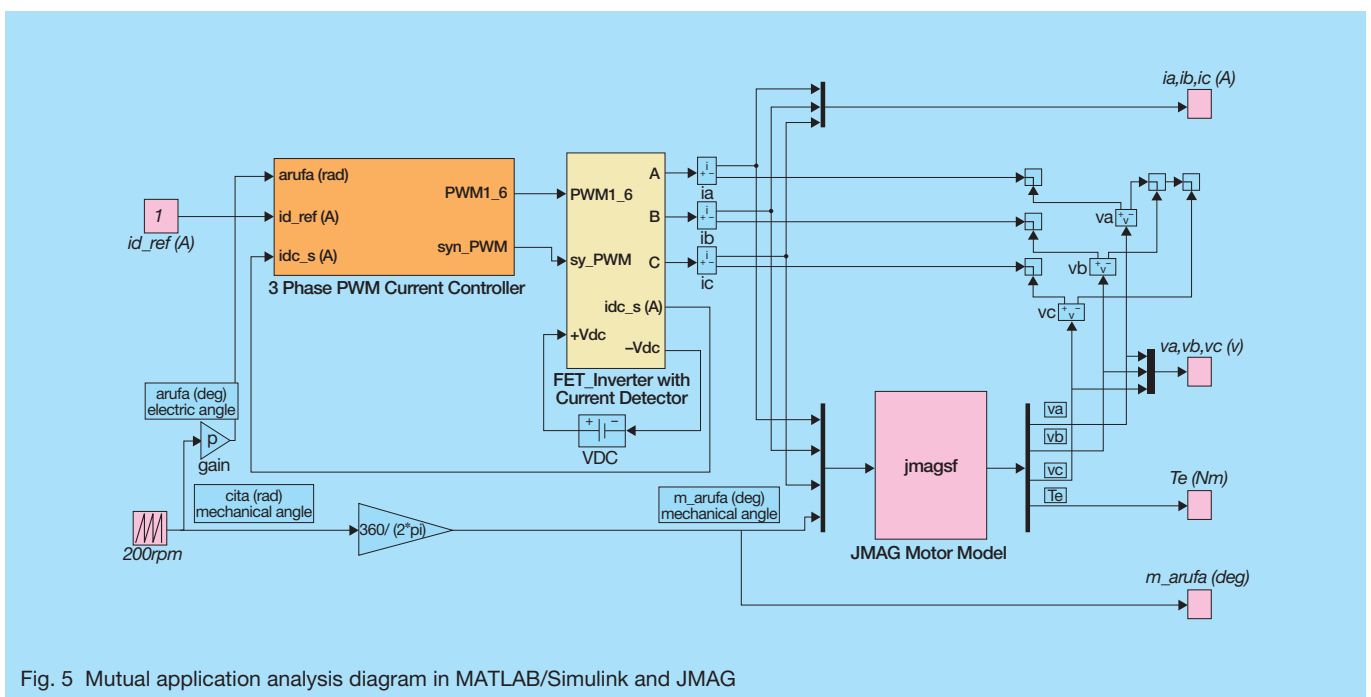 ia,ib,ic (A)
arufa (rad)
id_ref (A)
idc_s (A)
PWM1_6
syn_PWM
3 Phase PWM Current Controller
1
id_ref (A)
PWM1_6
sy_PWM
A
B
C
idc_s (A)
+Vdc
–Vdc
FET_Inverter with
Current Detector
i
+ –
ia
i
+ –
ib
i
+ –
ic
va
+ –
v
vb
+ –
v
vc
+ –
v
va,vb,vc (v)
arufa (deg)
electric angle
p
gain
+ –
VDC
cita (rad)
mechanical angle
200rpm
360/ (2*pi)
m_arufa (deg)
mechanical angle
jmagsf
JMAG Motor Model
va
vb
vc
Te
Te (Nm)
m_arufa (deg)
Fig. 5 Mutual application analysis diagram in MATLAB/Simulink and JMAG